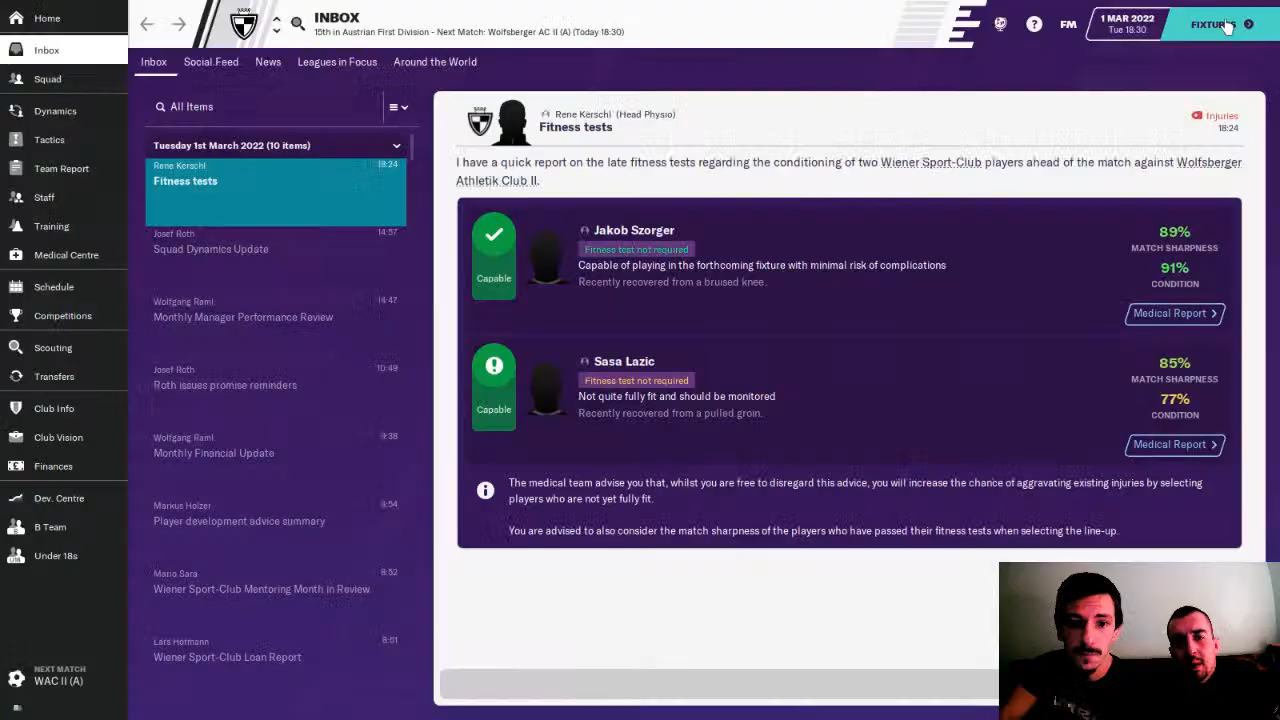 INBOX
15th in Austrian First Division - Next Match: Wolfsberger AC II (A) (Today 18:30)
FM
1 MAR 2022
Tue 18:30
FIXTURES
Home
Inbox
Squad
Dynamics
Tactics
Team Report
Staff
Training
Medical Centre
Schedule
Competitions
Scouting
Transfers
Club Info
Club Vision
Finances
Dev. Centre
B Team
Under 18s
NEXT MATCH
WAC II (A)
Inbox Social Feed News Leagues in Focus Around the World
All Items
Tuesday 1st March 2022 (10 items)
Rene Kerschl 18:24
Fitness tests
Josef Roth 14:57
Squad Dynamics Update
Wolfgang Raml 14:47
Monthly Manager Performance Review
Josef Roth 10:49
Roth issues promise reminders
Wolfgang Raml 9:38
Monthly Financial Update
Markus Holzer 8:54
Player development advice summary
Mario Sara 8:52
Wiener Sport-Club Mentoring Month in Review
Lars Hofmann 8:51
Wiener Sport-Club Loan Report
Rene Kerschl (Head Physio)
Fitness tests
Injuries
18:24
I have a quick report on the late fitness tests regarding the conditioning of two Wiener Sport-Club players ahead of the match against Wolfsberger
Athletik Club II.
Capable
Jakob Szorger
Fitness test not required
Capable of playing in the forthcoming fixture with minimal risk of complications
Recently recovered from a bruised knee.
89%
MATCH SHARPNESS
91%
CONDITION
Medical Report
Capable
Sasa Lazic
Fitness test not required
Not quite fully fit and should be monitored
Recently recovered from a pulled groin.
85%
MATCH SHARPNESS
77%
CONDITION
Medical Report
The medical team advise you that, whilst you are free to disregard this advice, you will increase the chance of aggravating existing injuries by selecting
players who are not yet fully fit.
You are advised to also consider the match sharpness of the players who have passed their fitness tests when selecting the line-up.